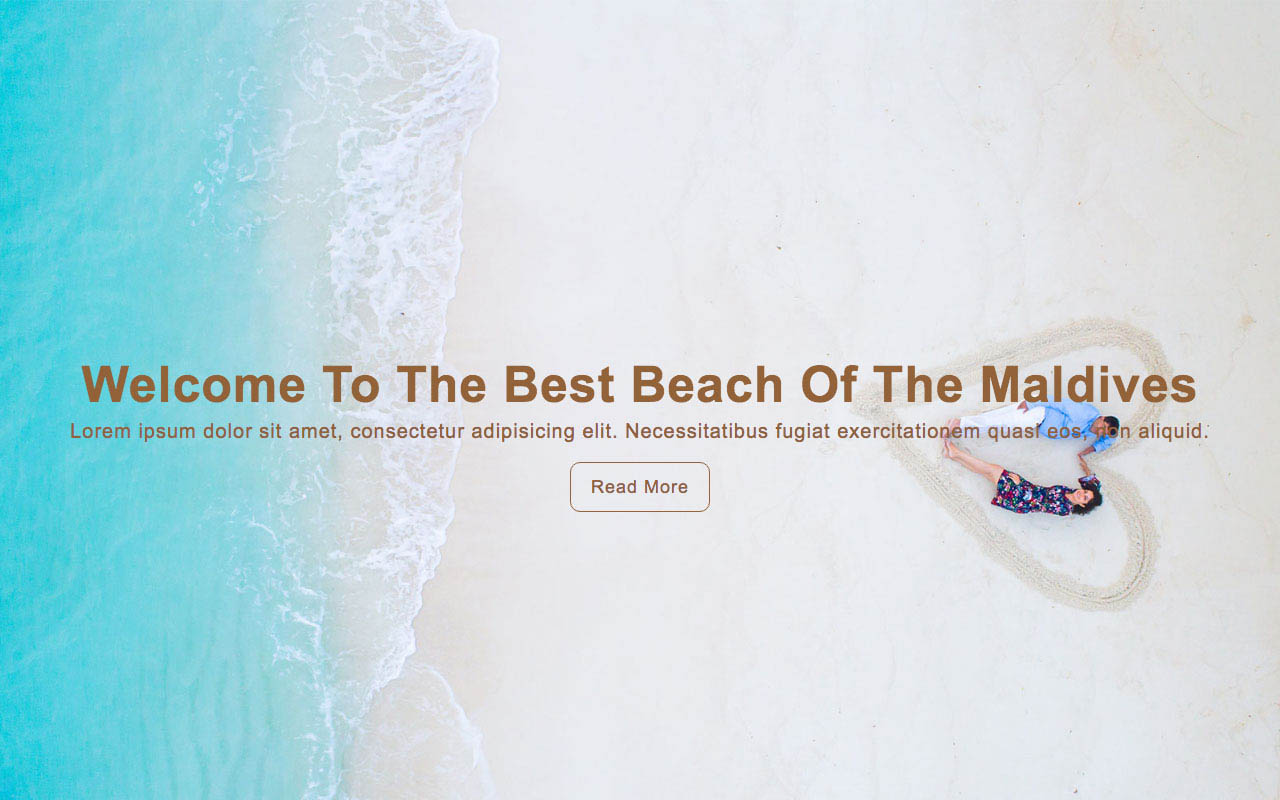 Welcome To The Best Beach Of The Maldives
Lorem ipsum dolor sit amet, consectetur adipisicing elit. Necessitatibus fugiat exercitationem quasi eos, non aliquid.
Read More